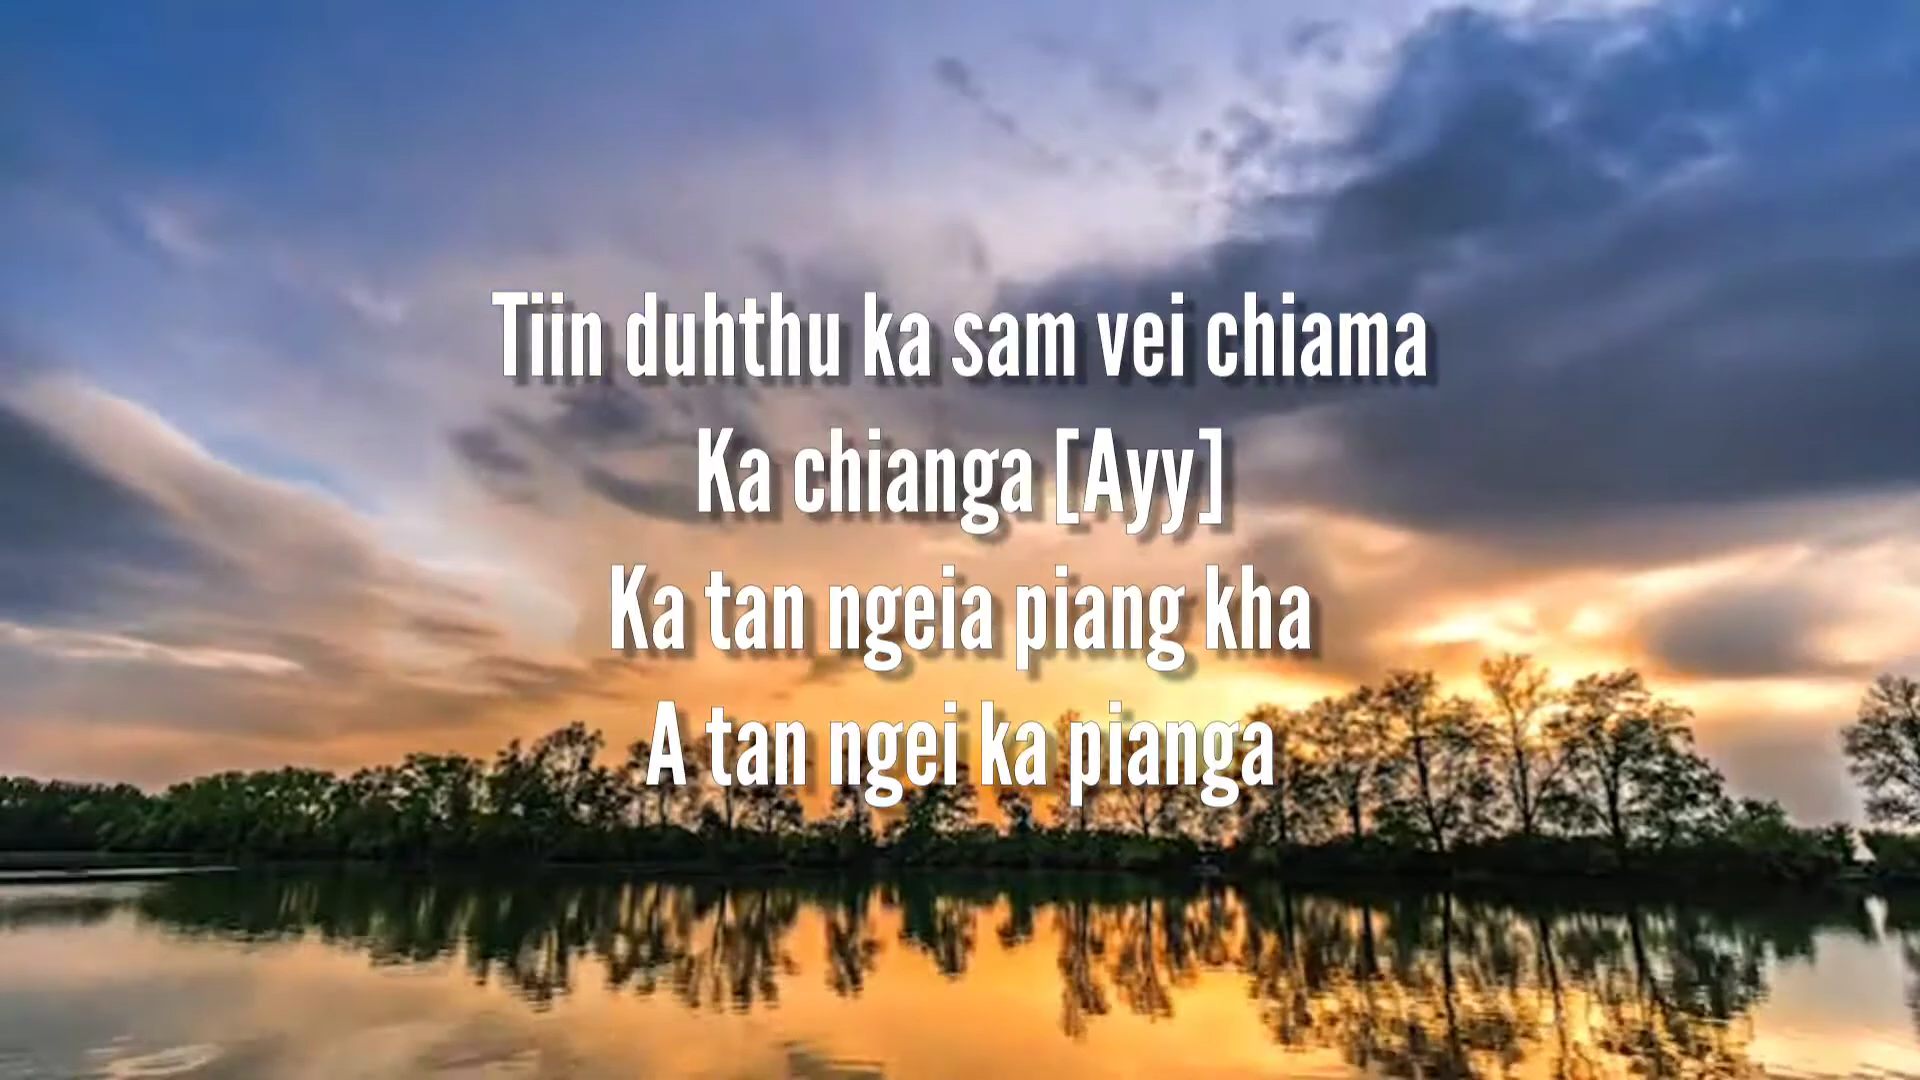 Tiin duhthu ka sam vei chiama
Ka chianga [Ayy]
Ka tan ngeia piang kha
A tan ngei ka pianga